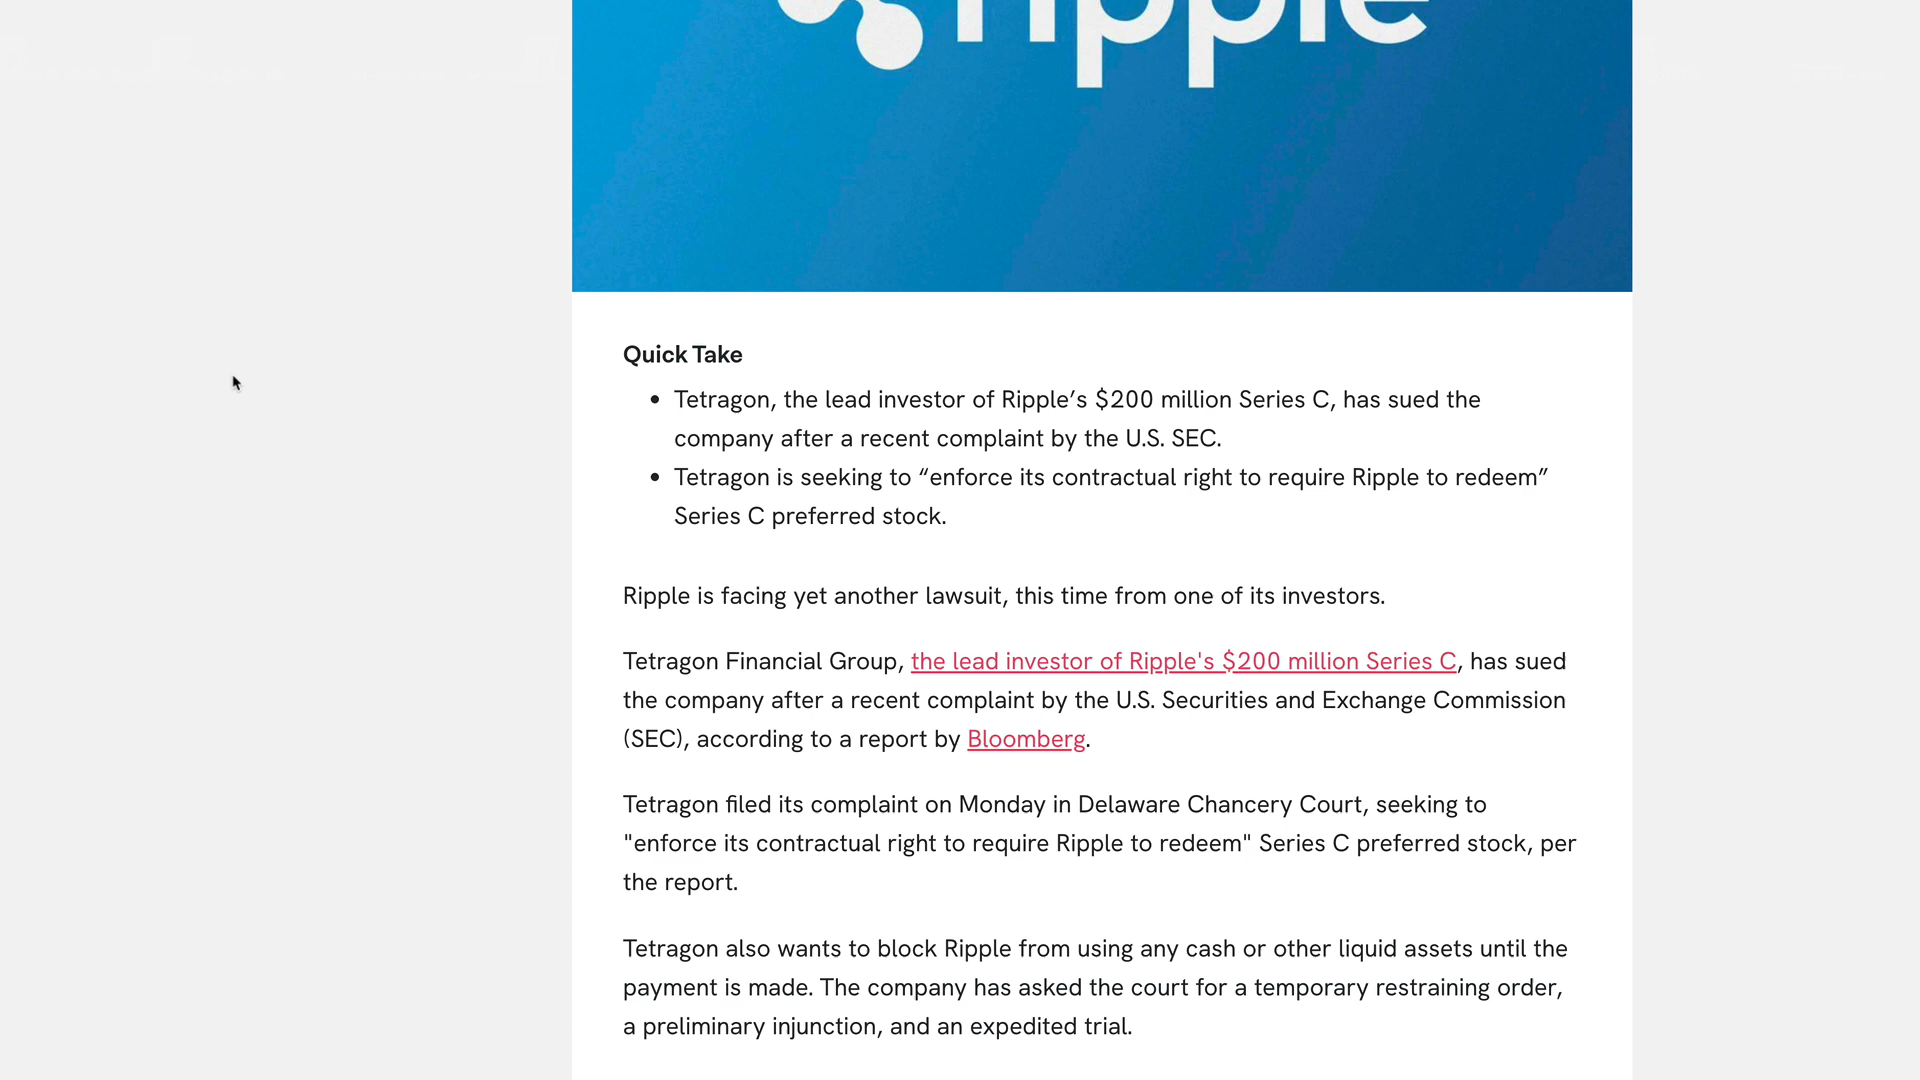 ripple
Quick Take
• Tetragon, the lead investor of Ripple’s $200 million Series C, has sued the
company after a recent complaint by the U.S. SEC.
• Tetragon is seeking to “enforce its contractual right to require Ripple to redeem”
Series C preferred stock.
Ripple is facing yet another lawsuit, this time from one of its investors.
Tetragon Financial Group, the lead investor of Ripple's $200 million Series C, has sued
the company after a recent complaint by the U.S. Securities and Exchange Commission
(SEC), according to a report by Bloomberg.
Tetragon filed its complaint on Monday in Delaware Chancery Court, seeking to
"enforce its contractual right to require Ripple to redeem" Series C preferred stock, per
the report.
Tetragon also wants to block Ripple from using any cash or other liquid assets until the
payment is made. The company has asked the court for a temporary restraining order,
a preliminary injunction, and an expedited trial.